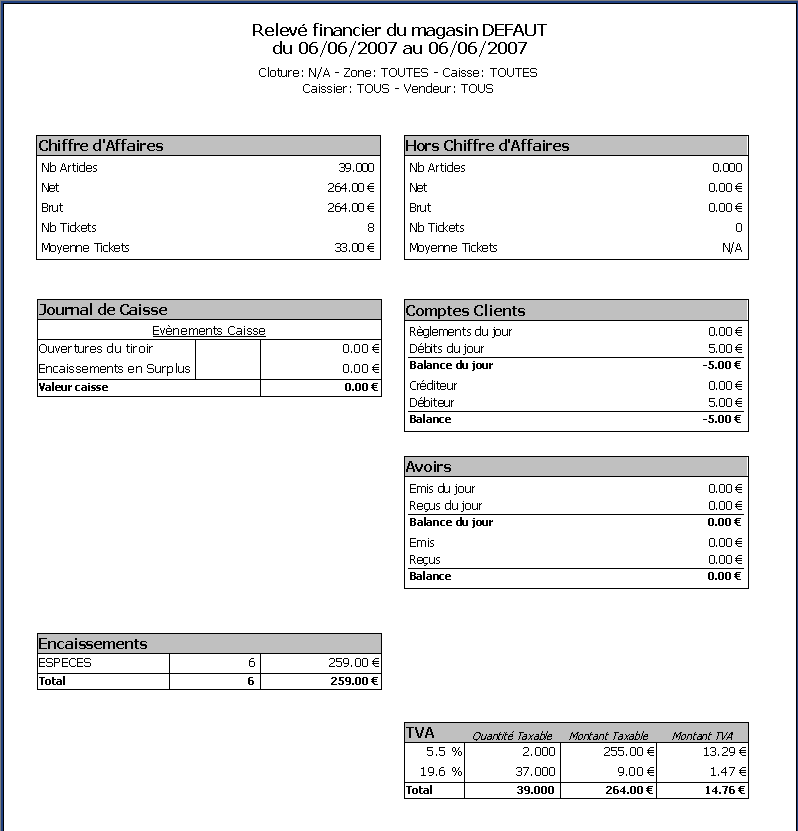 Relevé financier du magasin DEFAUT
du 06/06/2007 au 06/06/2007
Cloture: N/A - Zone: TOUTES - Caisse: TOUTES
Caissier: TOUS - Vendeur: TOUS
Chiffre d'Affaires
Nb Articles 39.000
Net 264.00 €
Brut 264.00 €
Nb Tickets 8
Moyenne Tickets 33.00 €
Hors Chiffre d'Affaires
Nb Articles 0.000
Net 0.00 €
Brut 0.00 €
Nb Tickets 0
Moyenne Tickets N/A
Journal de Caisse
Evènements Caisse
Ouvertures du tiroir 0.00 €
Encaissements en Surplus 0.00 €
Valeur caisse 0.00 €
Comptes Clients
Règlements du jour 0.00 €
Débits du jour 5.00 €
Balance du jour -5.00 €
Créditeur 0.00 €
Débiteur 5.00 €
Balance -5.00 €
Avoirs
Emis du jour 0.00 €
Reçus du jour 0.00 €
Balance du jour 0.00 €
Emis 0.00 €
Reçus 0.00 €
Balance 0.00 €
Encaissements
ESPECES 6 259.00 €
Total 6 259.00 €
TVA Quantité Taxable Montant Taxable Montant TVA
5.5 % 2.000 255.00 € 13.29 €
19.6 % 37.000 9.00 € 1.47 €
Total 39.000 264.00 € 14.76 €